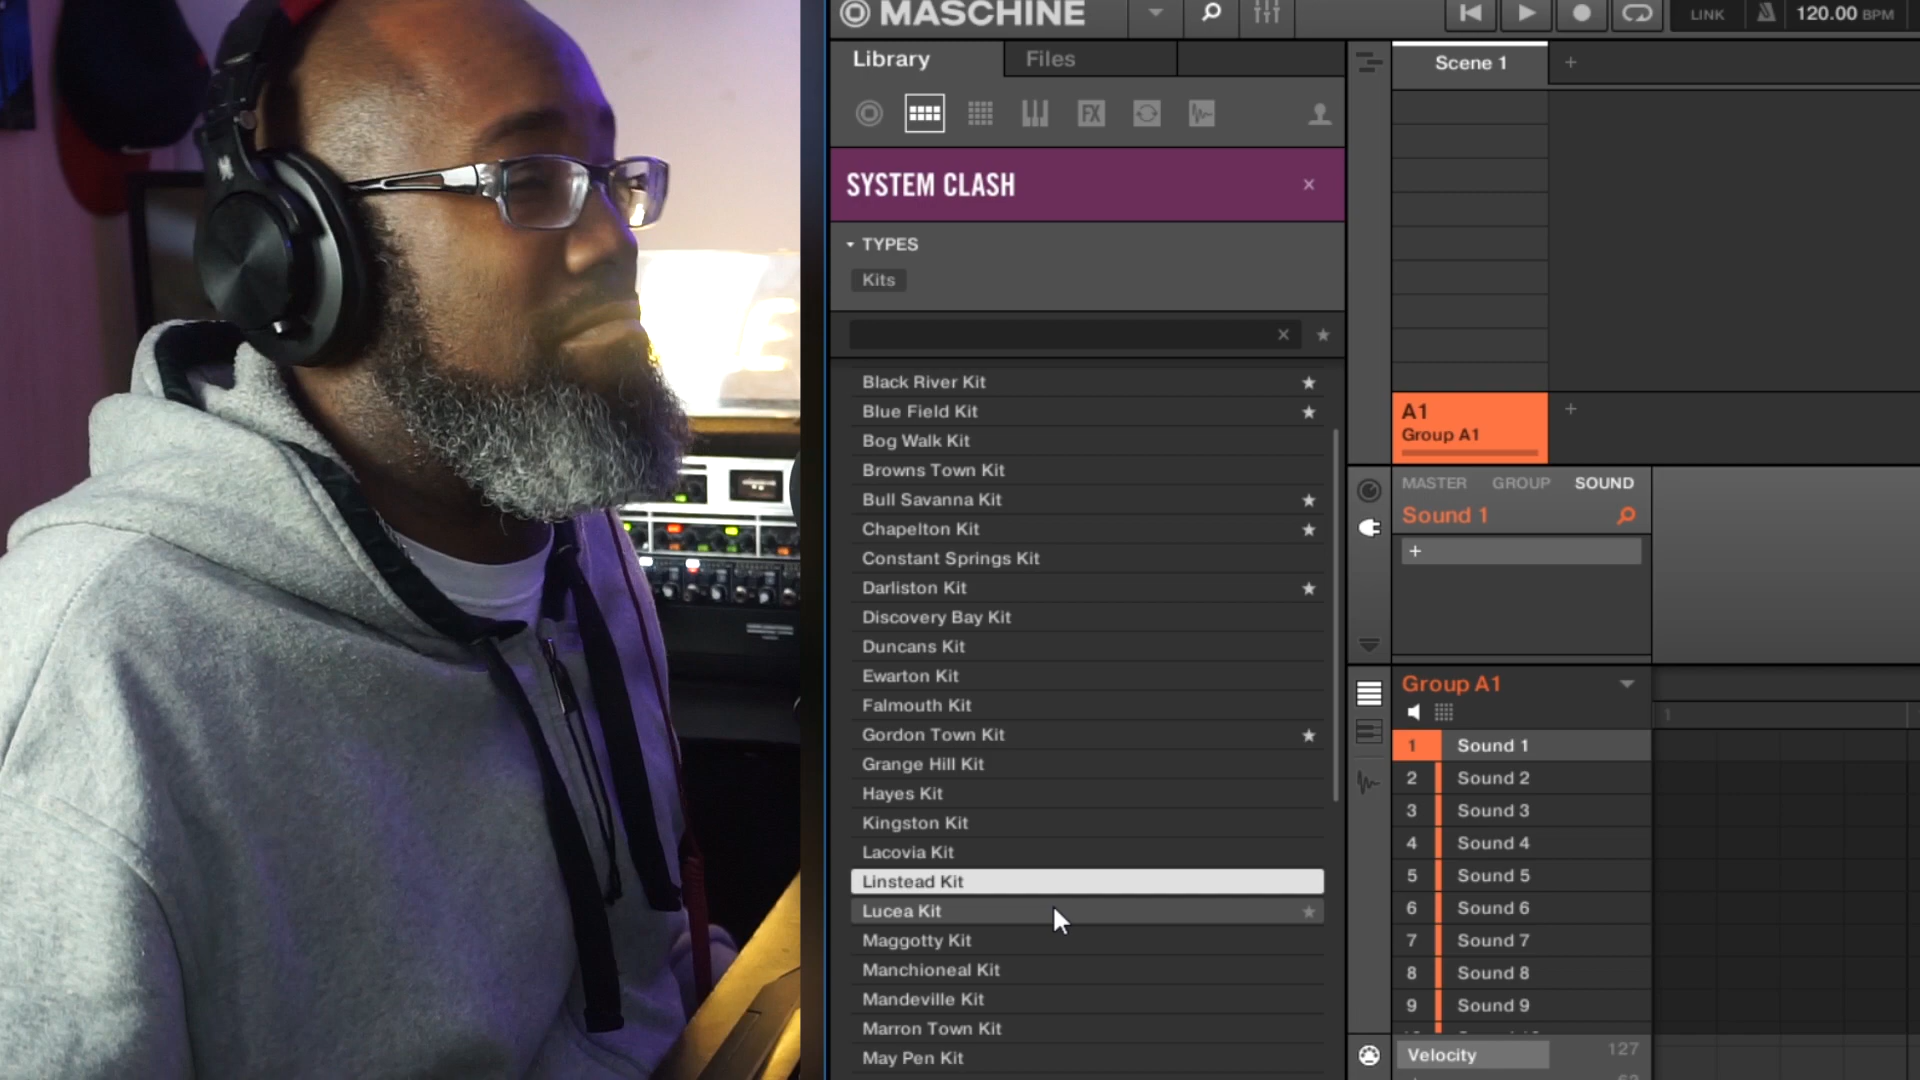 MASCHINE
LINK
120.00 BPM
Library
Files
Scene 1
+
FX
SYSTEM CLASH
×
TYPES
Kits
×
Black River Kit
Blue Field Kit
Bog Walk Kit
Browns Town Kit
Bull Savanna Kit
Chapelton Kit
Constant Springs Kit
Darliston Kit
Discovery Bay Kit
Duncans Kit
Ewarton Kit
Falmouth Kit
Gordon Town Kit
Grange Hill Kit
Hayes Kit
Kingston Kit
Lacovia Kit
Linstead Kit
Lucea Kit
Maggotty Kit
Manchioneal Kit
Mandeville Kit
Marron Town Kit
May Pen Kit
A1
Group A1
+
MASTER GROUP SOUND
Sound 1
+
Group A1
1
1 Sound 1
2 Sound 2
3 Sound 3
4 Sound 4
5 Sound 5
6 Sound 6
7 Sound 7
8 Sound 8
9 Sound 9
Velocity
127